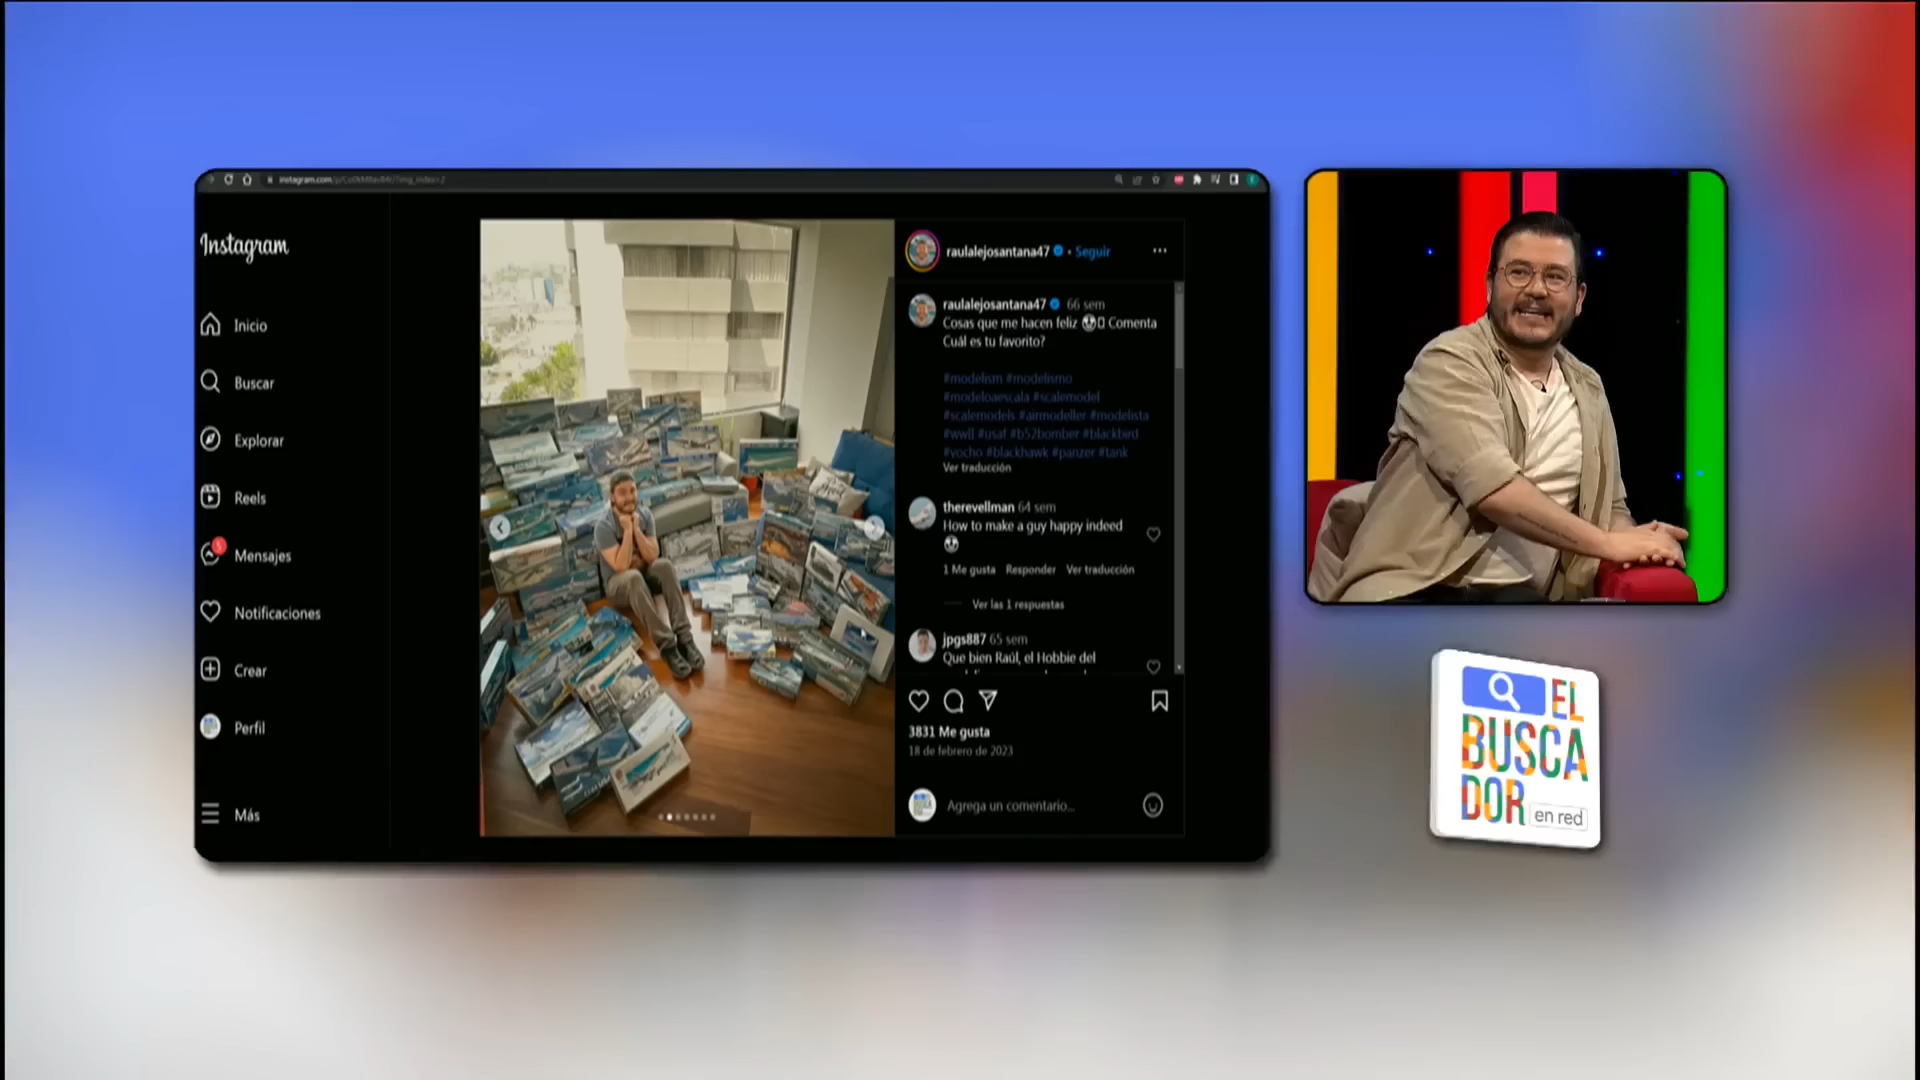 Instagram
Inicio
Buscar
Explorar
Reels
5
Mensajes
Notificaciones
Crear
Perfil
Más
raulalejosantana47 • Seguir
raulalejosantana47 66 sem
Cosas que me hacen feliz Comenta
Cuál es tu favorito?
#modelism #modelismo
#modeloaescala #scalemodel
#scalemodels #airmodeller #modelista
#wwll #usaf #b52bomber #blackbird
#vocho #blackhawk #panzer #tank
Ver traducción
therevellman 64 sem
How to make a guy happy indeed
1 Me gusta Responder Ver traducción
Ver las 1 respuestas
jpgs887 65 sem
Que bien Raúl, el Hobbie del
3831 Me gusta
18 de febrero de 2023
Agrega un comentario...
EL
BUSCA
DOR en red